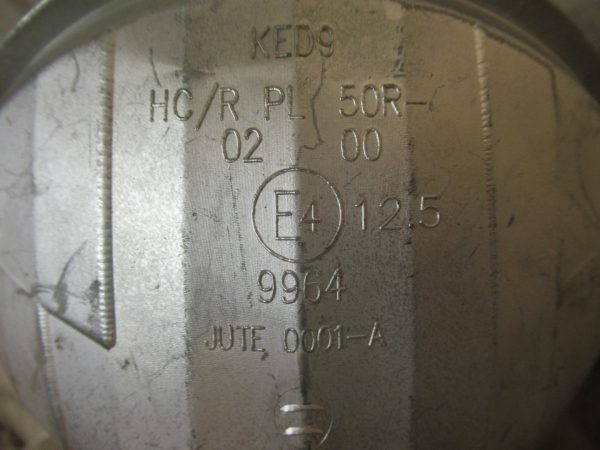 KED9
HC/R PL 50R-
02 00
E4 12.5
9964
JUTE 0001-A